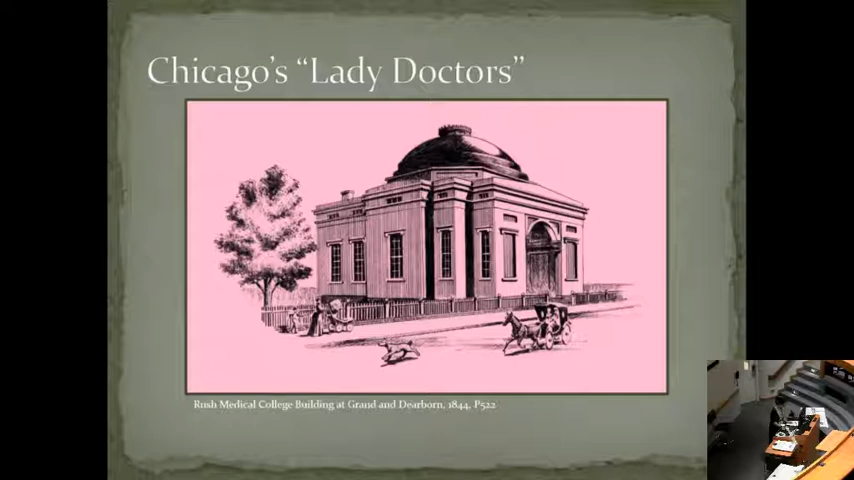 Chicago's “Lady Doctors”
Rush Medical College Building at Grand and Dearborn, 1844, P522